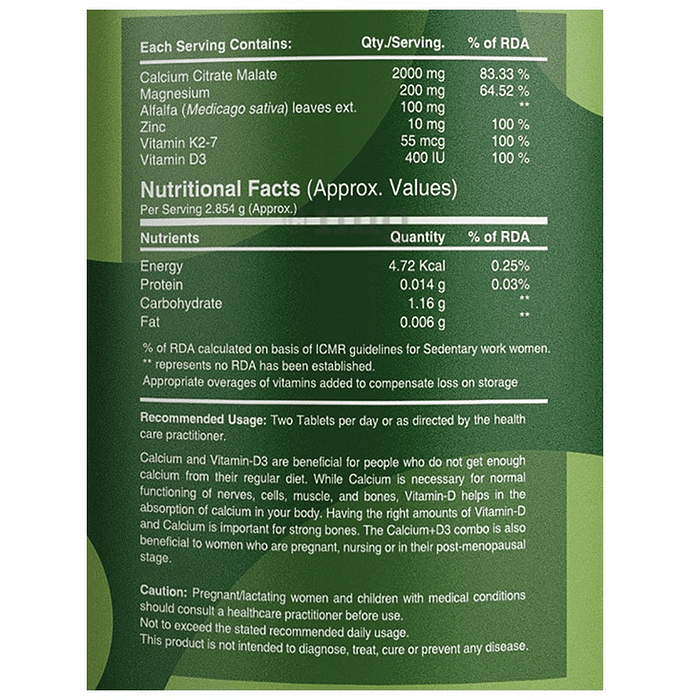 Each Serving Contains: Qty./Serving. % of RDA
Calcium Citrate Malate 2000 mg 83.33 %
Magnesium 200 mg 64.52 %
Alfalfa (Medicago sativa) leaves ext. 100 mg **
Zinc 10 mg 100 %
Vitamin K2-7 55 mcg 100 %
Vitamin D3 400 IU 100 %
Nutritional Facts (Approx. Values)
Per Serving 2.854 g (Approx.)
Nutrients Quantity % of RDA
Energy 4.72 Kcal 0.25%
Protein 0.014 g 0.03%
Carbohydrate 1.16 g **
Fat 0.006 g **
% of RDA calculated on basis of ICMR guidelines for Sedentary work women.
** represents no RDA has been established.
Appropriate overages of vitamins added to compensate loss on storage
Recommended Usage: Two Tablets per day or as directed by the health
care practitioner.
Calcium and Vitamin-D3 are beneficial for people who do not get enough
calcium from their regular diet. While Calcium is necessary for normal
functioning of nerves, cells, muscle, and bones, Vitamin-D helps in the
absorption of calcium in your body. Having the right amounts of Vitamin-D
and Calcium is important for strong bones. The Calcium+D3 combo is also
beneficial to women who are pregnant, nursing or in their post-menopausal
stage.
Caution: Pregnant/lactating women and children with medical conditions
should consult a healthcare practitioner before use.
Not to exceed the stated recommended daily usage.
This product is not intended to diagnose, treat, cure or prevent any disease.